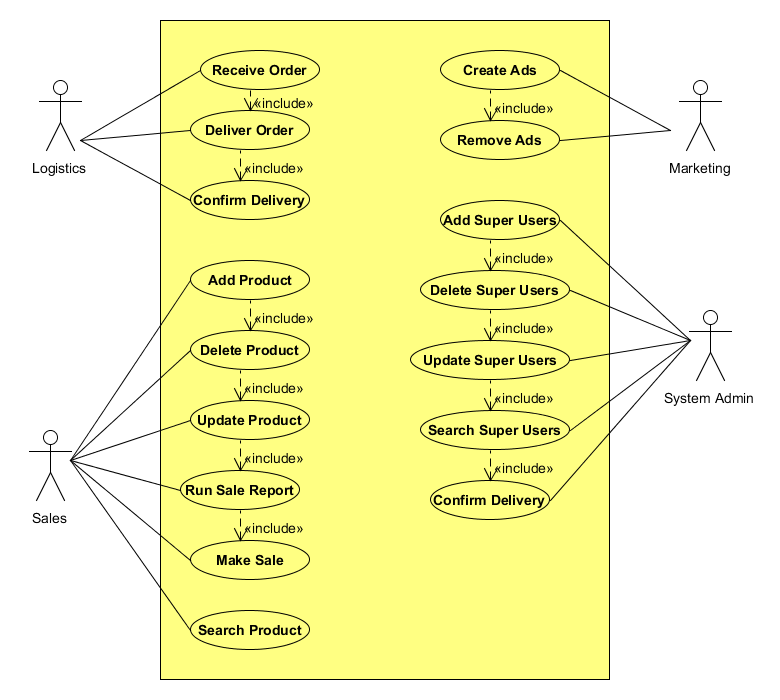 Receive Order
«include»
Deliver Order
«include»
Confirm Delivery
Logistics
Create Ads
«include»
Remove Ads
Marketing
Add Product
«include»
Delete Product
«include»
Update Product
«include»
Run Sale Report
«include»
Make Sale
Search Product
Sales
Add Super Users
«include»
Delete Super Users
«include»
Update Super Users
«include»
Search Super Users
«include»
Confirm Delivery
System Admin